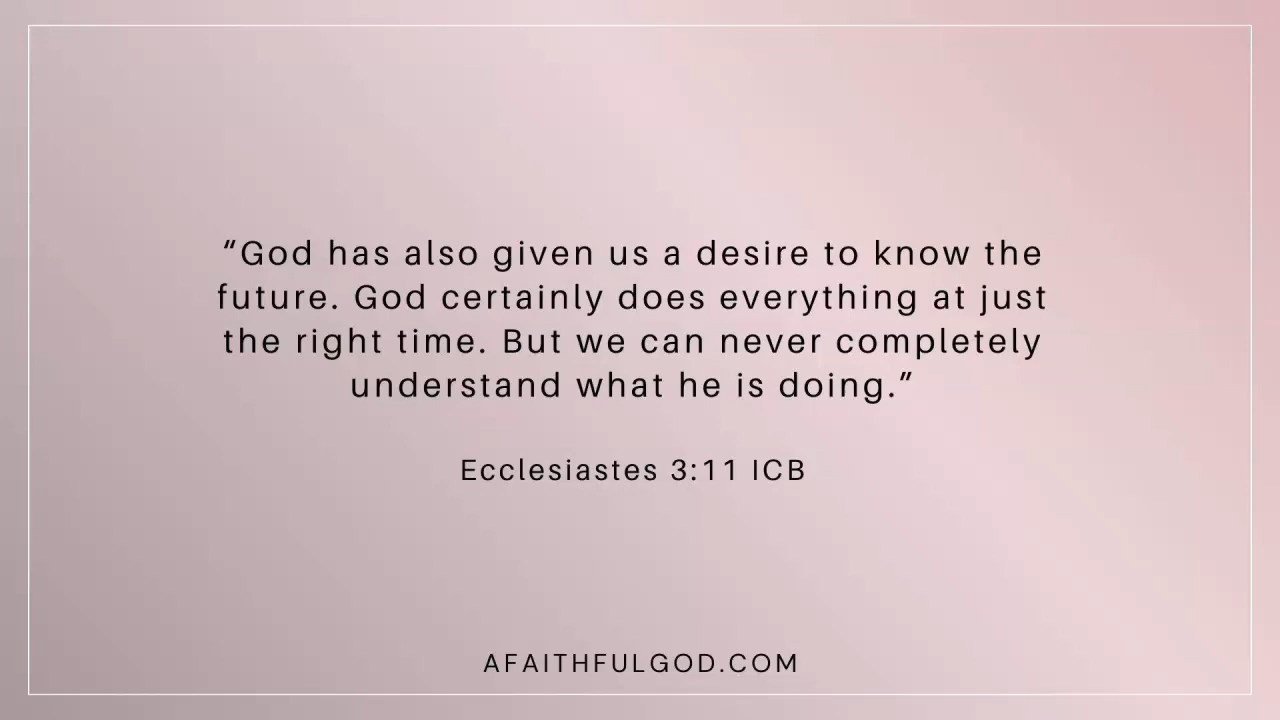 “God has also given us a desire to know the
future. God certainly does everything at just
the right time. But we can never completely
understand what he is doing.”
Ecclesiastes 3:11 ICB
AFAITHFULGOD.COM